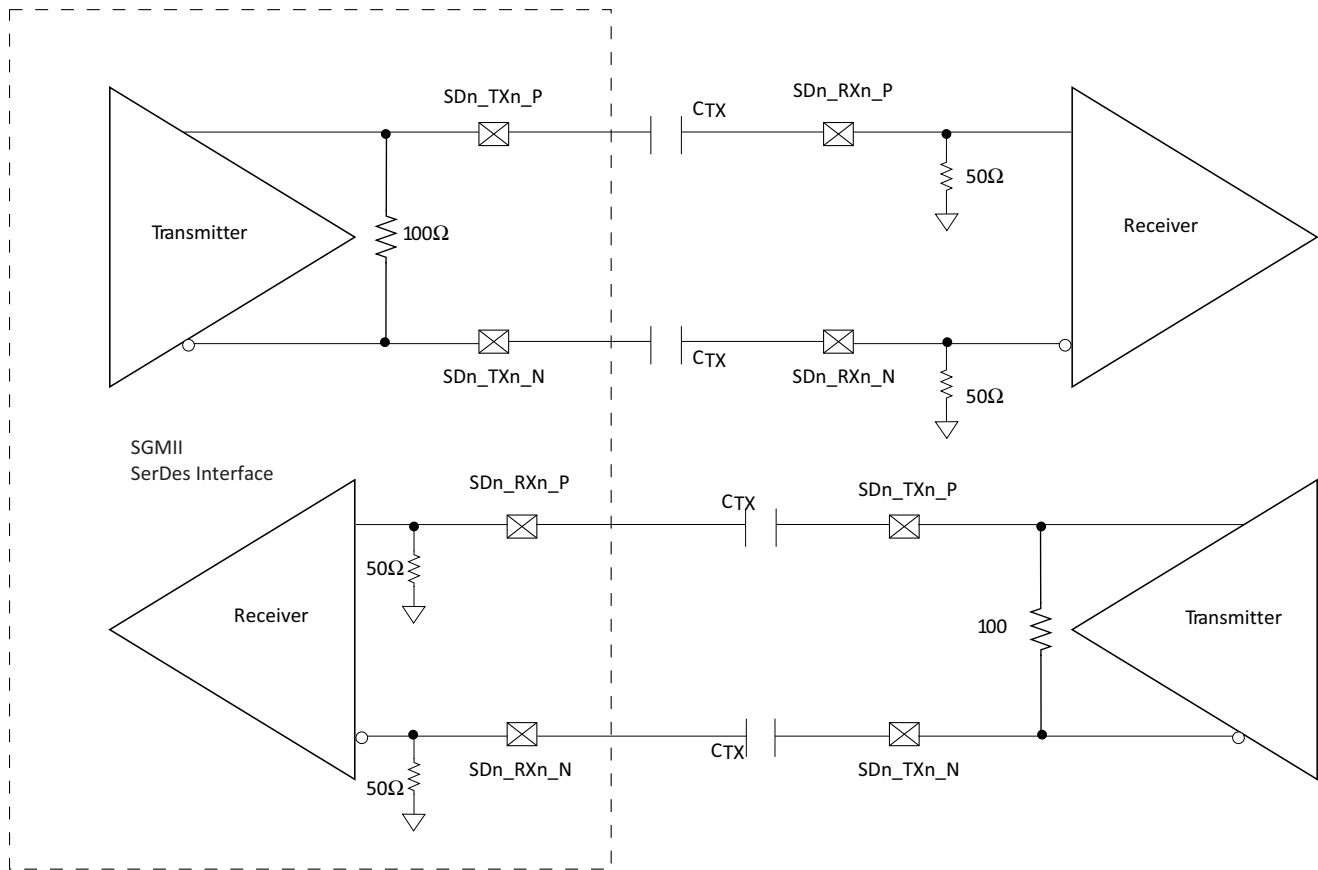 SDn_TXn_P
CTX
SDn_RXn_P
50Ω
Transmitter
100Ω
Receiver
CTX
SDn_TXn_N
SDn_RXn_N
50Ω
SGMII
SerDes Interface
SDn_RXn_P
CTX
SDn_TXn_P
50Ω
Receiver
100
Transmitter
CTX
SDn_RXn_N
SDn_TXn_N
50Ω